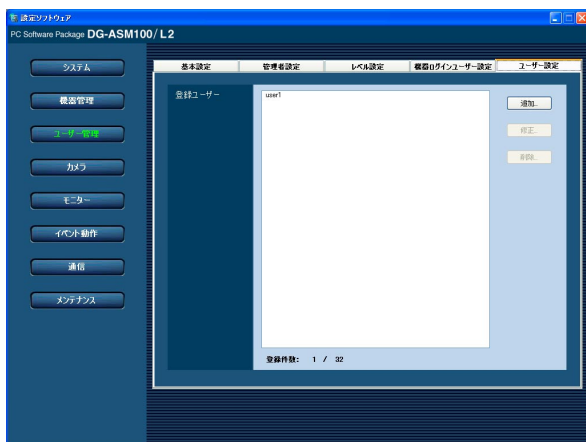 設定ソフトウェア
PC Software Package DG-ASM100/L2
システム
機器管理
ユーザー管理
カメラ
モニター
イベント動作
通信
メンテナンス
基本設定 管理者設定 レベル設定 機器ログインユーザー設定 ユーザー設定
登録ユーザー
user1
追加...
修正...
削除...
登録件数: 1 / 32